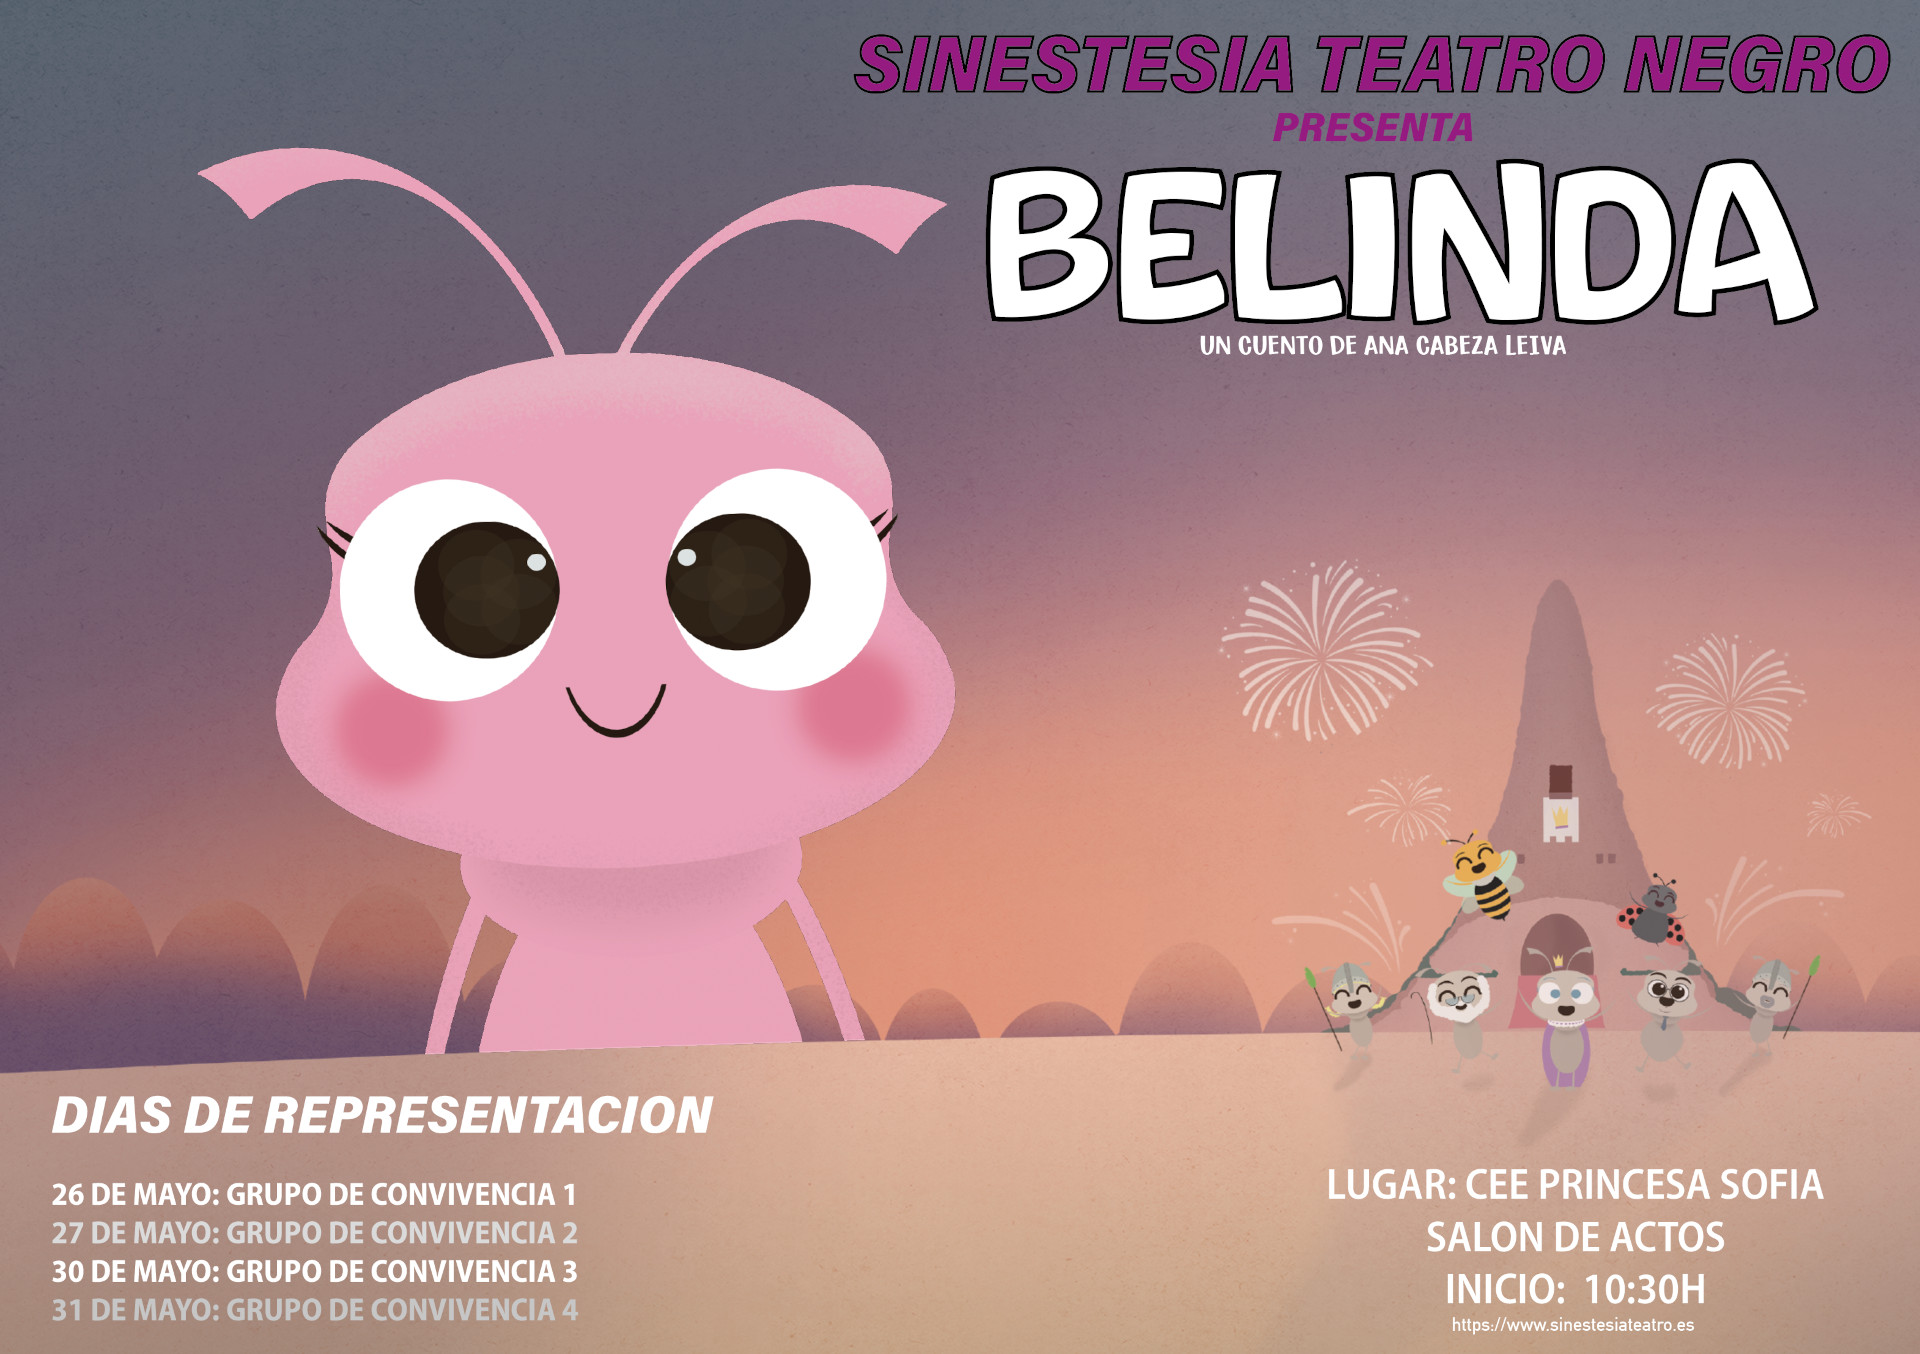 SINESTESIA TEATRO NEGRO
PRESENTA
BELINDA
UN CUENTO DE ANA CABEZA LEIVA
DIAS DE REPRESENTACION
26 DE MAYO: GRUPO DE CONVIVENCIA 1
27 DE MAYO: GRUPO DE CONVIVENCIA 2
30 DE MAYO: GRUPO DE CONVIVENCIA 3
31 DE MAYO: GRUPO DE CONVIVENCIA 4
LUGAR: CEE PRINCESA SOFIA
SALON DE ACTOS
INICIO: 10:30H
https://www.sinestesiateatro.es